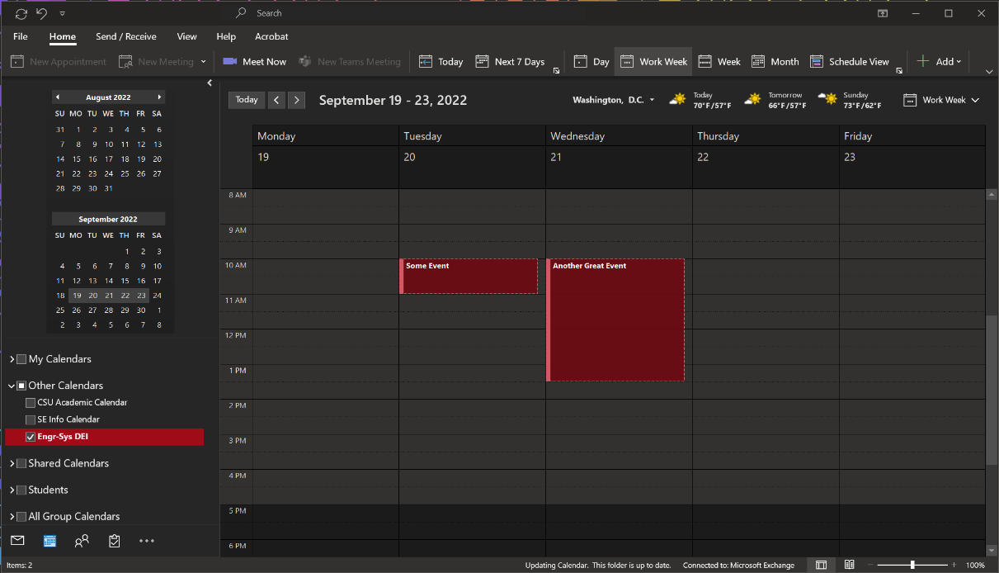 Search
File Home Send / Receive View Help Acrobat
New Appointment New Meeting Meet Now New Teams Meeting Today Next 7 Days Day Work Week Week Month Schedule View Add
August 2022
SU MO TU WE TH FR SA
31 1 2 3 4 5 6
7 8 9 10 11 12 13
14 15 16 17 18 19 20
21 22 23 24 25 26 27
28 29 30 31
September 2022
SU MO TU WE TH FR SA
1 2 3
4 5 6 7 8 9 10
11 12 13 14 15 16 17
18 19 20 21 22 23 24
25 26 27 28 29 30 1
2 3 4 5 6 7 8
My Calendars
Other Calendars
CSU Academic Calendar
SE Info Calendar
Engr-Sys DEI
Shared Calendars
Students
All Group Calendars
Today September 19 - 23, 2022 Washington, D.C.
Today
70°F/57°F
Tomorrow
66°F/57°F
Sunday
73°F/62°F
Work Week
Monday Tuesday Wednesday Thursday Friday
19 20 21 22 23
8 AM
9 AM
10 AM
Some Event
Another Great Event
11 AM
12 PM
1 PM
2 PM
3 PM
4 PM
5 PM
6 PM
Items: 2 Updating Calendar. This folder is up to date. Connected to: Microsoft Exchange 100%